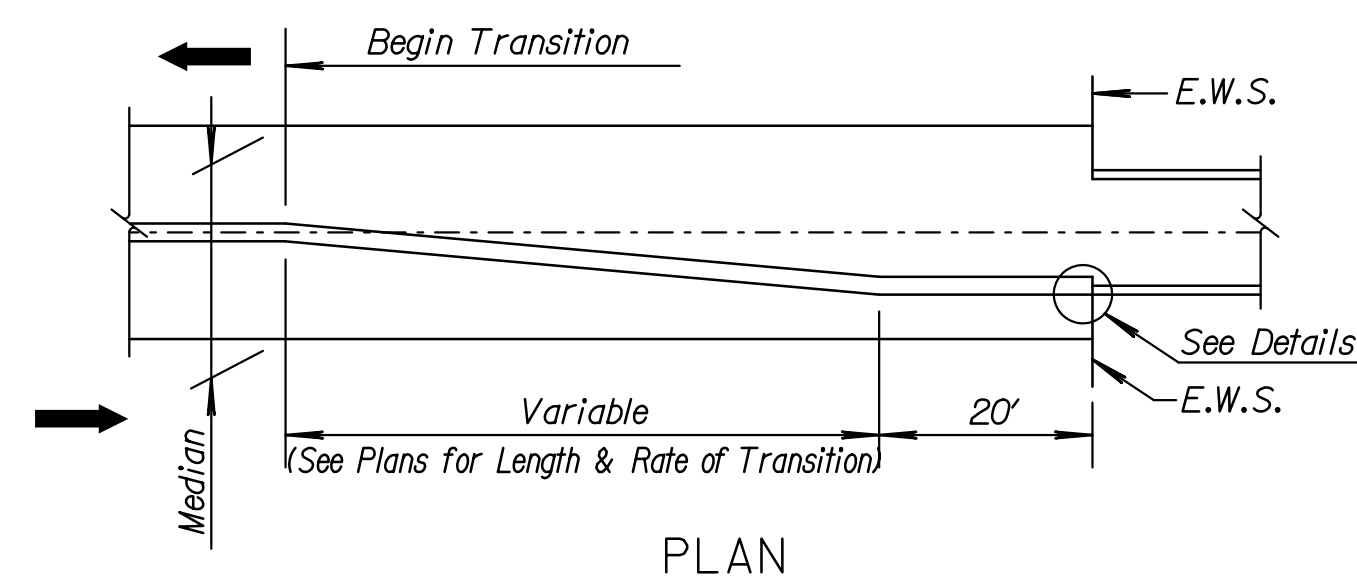 Begin Transition
E.W.S.
See Details
E.W.S.
Variable
20'
(See Plans for Length & Rate of Transition)
Median
PLAN